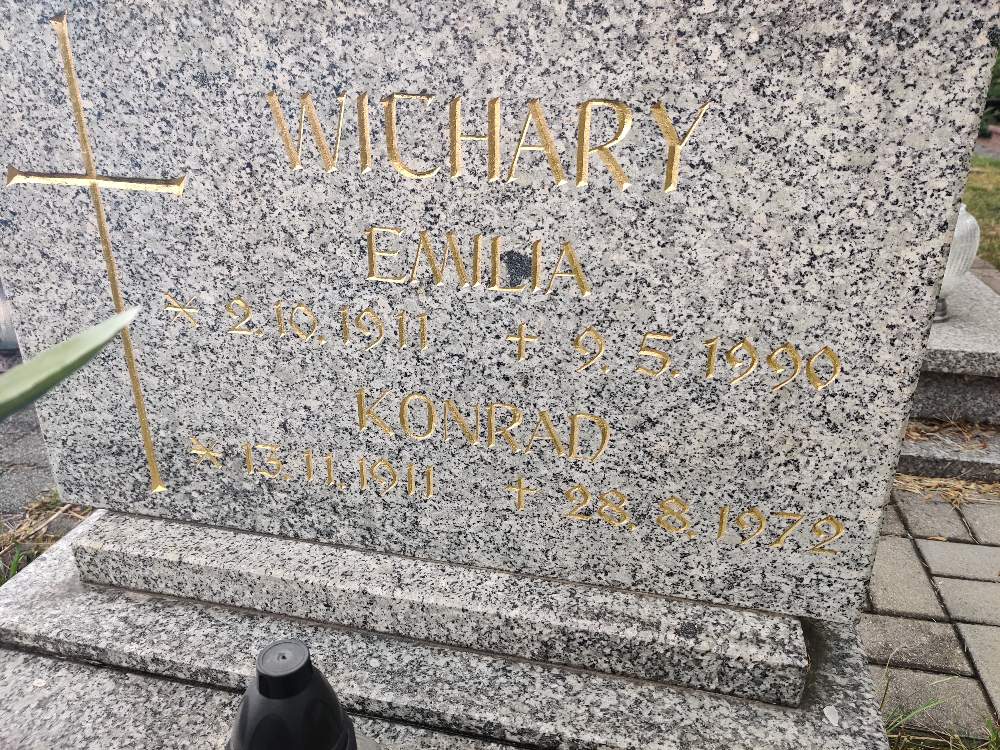 WICHARY
EMILIA
* 2.10.1911 + 9.5.1990
KONRAD
* 13.11.1911 + 28.8.1972